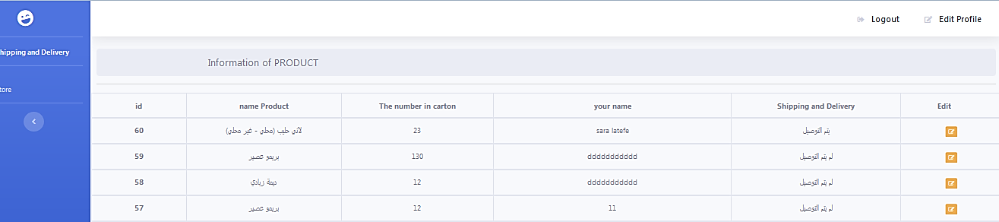 Logout Edit Profile
hipping and Delivery
Information of PRODUCT
tore
id name Product The number in carton your name Shipping and Delivery Edit
60 لاتي حليب (محلي - غير محلي) 23 sara latefe يتم التوصيل
59 بريمو عصير 130 ddddddddddd لم يتم التوصيل
58 ديمة زبادي 12 ddddddddddd لم يتم التوصيل
57 بريمو عصير 12 11 لم يتم التوصيل